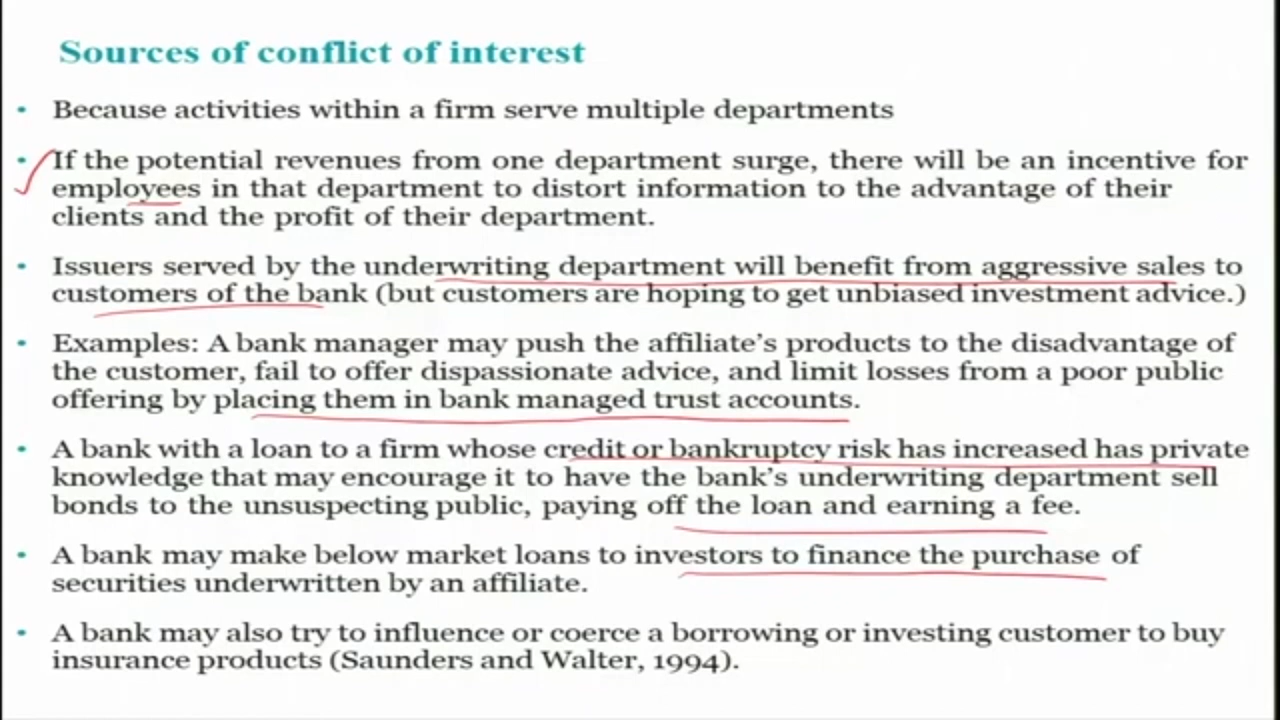 Sources of conflict of interest
• Because activities within a firm serve multiple departments
• If the potential revenues from one department surge, there will be an incentive for
employees in that department to distort information to the advantage of their
clients and the profit of their department.
• Issuers served by the underwriting department will benefit from aggressive sales to
customers of the bank (but customers are hoping to get unbiased investment advice.)
• Examples: A bank manager may push the affiliate's products to the disadvantage of
the customer, fail to offer dispassionate advice, and limit losses from a poor public
offering by placing them in bank managed trust accounts.
• A bank with a loan to a firm whose credit or bankruptcy risk has increased has private
knowledge that may encourage it to have the bank's underwriting department sell
bonds to the unsuspecting public, paying off the loan and earning a fee.
• A bank may make below market loans to investors to finance the purchase of
securities underwritten by an affiliate.
• A bank may also try to influence or coerce a borrowing or investing customer to buy
insurance products (Saunders and Walter, 1994).